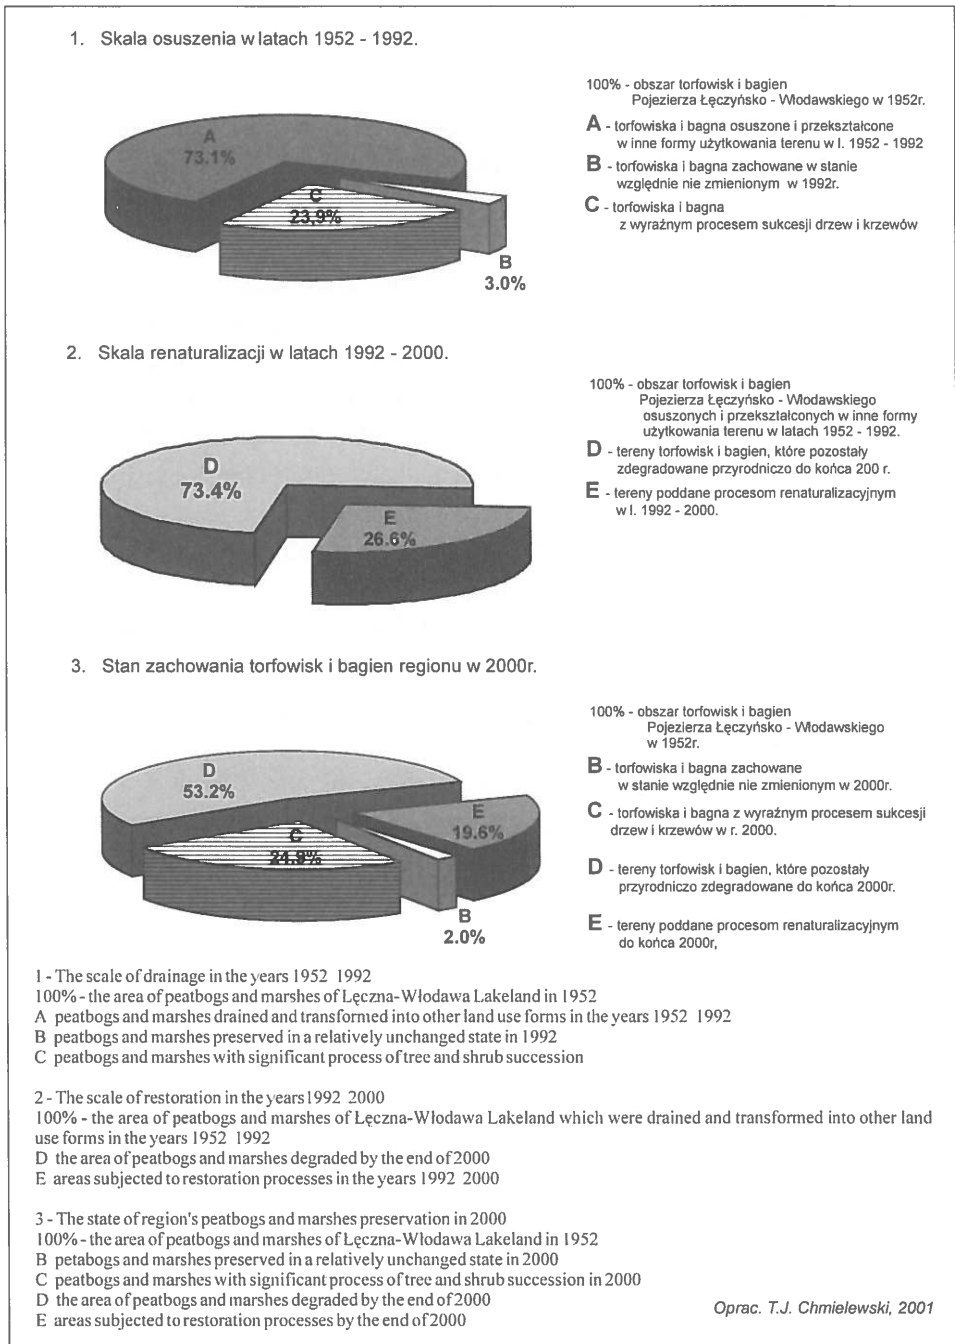 1. Skala osuszenia w latach 1952 - 1992.
A
73.1%
C
23,9%
B
3.0%
100% - obszar torfowisk i bagien
Pojezierza Łęczyńsko - Włodawskiego w 1952r.
A - torfowiska i bagna osuszone i przekształcone
w inne formy użytkowania terenu w l. 1952 - 1992
B - torfowiska i bagna zachowane w stanie
względnie nie zmienionym w 1992r.
C - torfowiska i bagna
z wyraźnym procesem sukcesji drzew i krzewów
2. Skala renaturalizacji w latach 1992 - 2000.
D
73.4%
E
26.6%
100% - obszar torfowisk i bagien
Pojezierza Łęczyńsko - Włodawskiego
osuszonych i przekształconych w inne formy
użytkowania terenu w latach 1952 - 1992.
D - tereny torfowisk i bagien, które pozostały
zdegradowane przyrodniczo do końca 200 r.
E - tereny poddane procesom renaturalizacyjnym
w l. 1992 - 2000.
3. Stan zachowania torfowisk i bagien regionu w 2000r.
D
53.2%
E
19.6%
C
24.9%
B
2.0%
100% - obszar torfowisk i bagien
Pojezierza Łęczyńsko - Włodawskiego
w 1952r.
B - torfowiska i bagna zachowane
w stanie względnie nie zmienionym w 2000r.
C - torfowiska i bagna z wyraźnym procesem sukcesji
drzew i krzewów w r. 2000.
D - tereny torfowisk i bagien, które pozostały
przyrodniczo zdegradowane do końca 2000r.
E - tereny poddane procesom renaturalizacyjnym
do końca 2000r,
1 - The scale of drainage in the years 1952 1992
100% - the area of peatbogs and marshes of Łęczna-Włodawa Lakeland in 1952
A peatbogs and marshes drained and transformed into other land use forms in the years 1952 1992
B peatbogs and marshes preserved in a relatively unchanged state in 1992
C peatbogs and marshes with significant process of tree and shrub succession
2 - The scale of restoration in the years 1992 2000
100% - the area of peatbogs and marshes of Łęczna-Włodawa Lakeland which were drained and transformed into other land
use forms in the years 1952 1992
D the area of peatbogs and marshes degraded by the end of 2000
E areas subjected to restoration processes in the years 1992 2000
3 - The state of region's peatbogs and marshes preservation in 2000
100% - the area of peatbogs and marshes of Łęczna-Włodawa Lakeland in 1952
B petabogs and marshes preserved in a relatively unchanged state in 2000
C peatbogs and marshes with significant process of tree and shrub succession in 2000
D the area of peatbogs and marshes degraded by the end of 2000
E areas subjected to restoration processes by the end of 2000
Oprac. T.J. Chmielewski, 2001